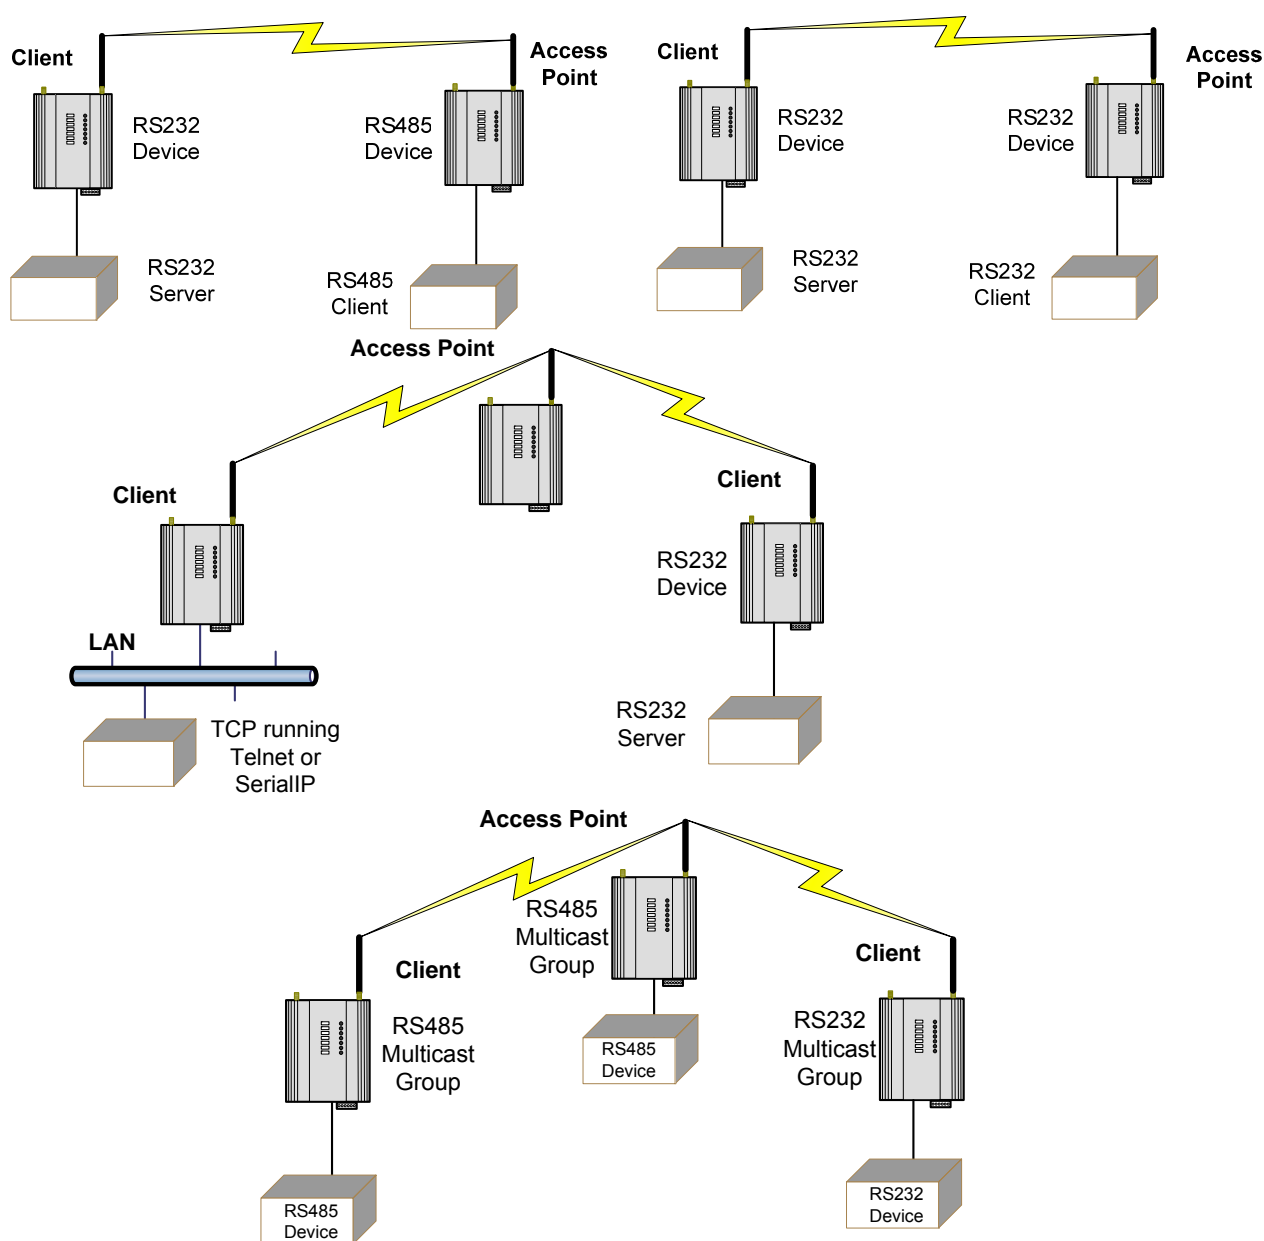 Client
RS232
Device
RS232
Server
Access
Point
RS485
Device
RS485
Client
Client
RS232
Device
RS232
Server
Access
Point
RS232
Device
RS232
Client
Access Point
Client
LAN
TCP running
Telnet or
SerialIP
Client
RS232
Device
RS232
Server
Access Point
RS485
Multicast
Group
RS485
Device
Client
RS485
Multicast
Group
RS485
Device
Client
RS232
Multicast
Group
RS232
Device